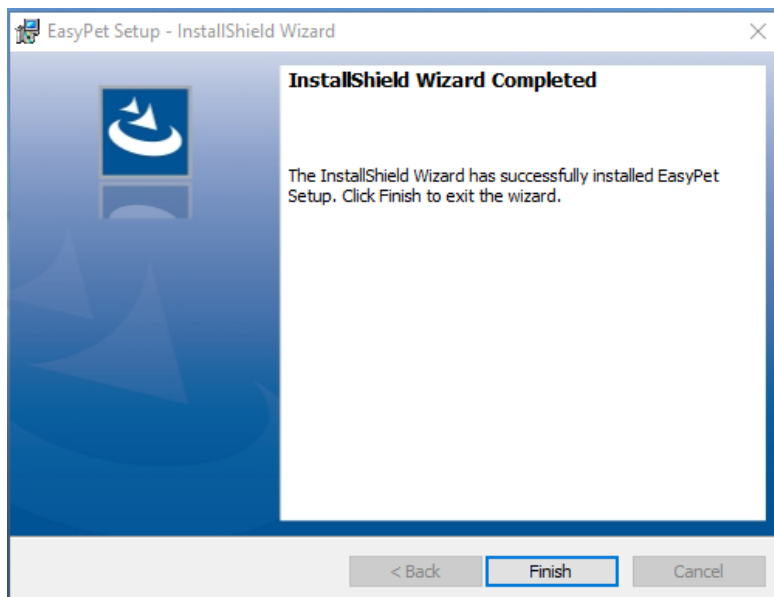 EasyPet Setup - InstallShield Wizard
InstallShield Wizard Completed
The InstallShield Wizard has successfully installed EasyPet
Setup. Click Finish to exit the wizard.
< Back
Finish
Cancel